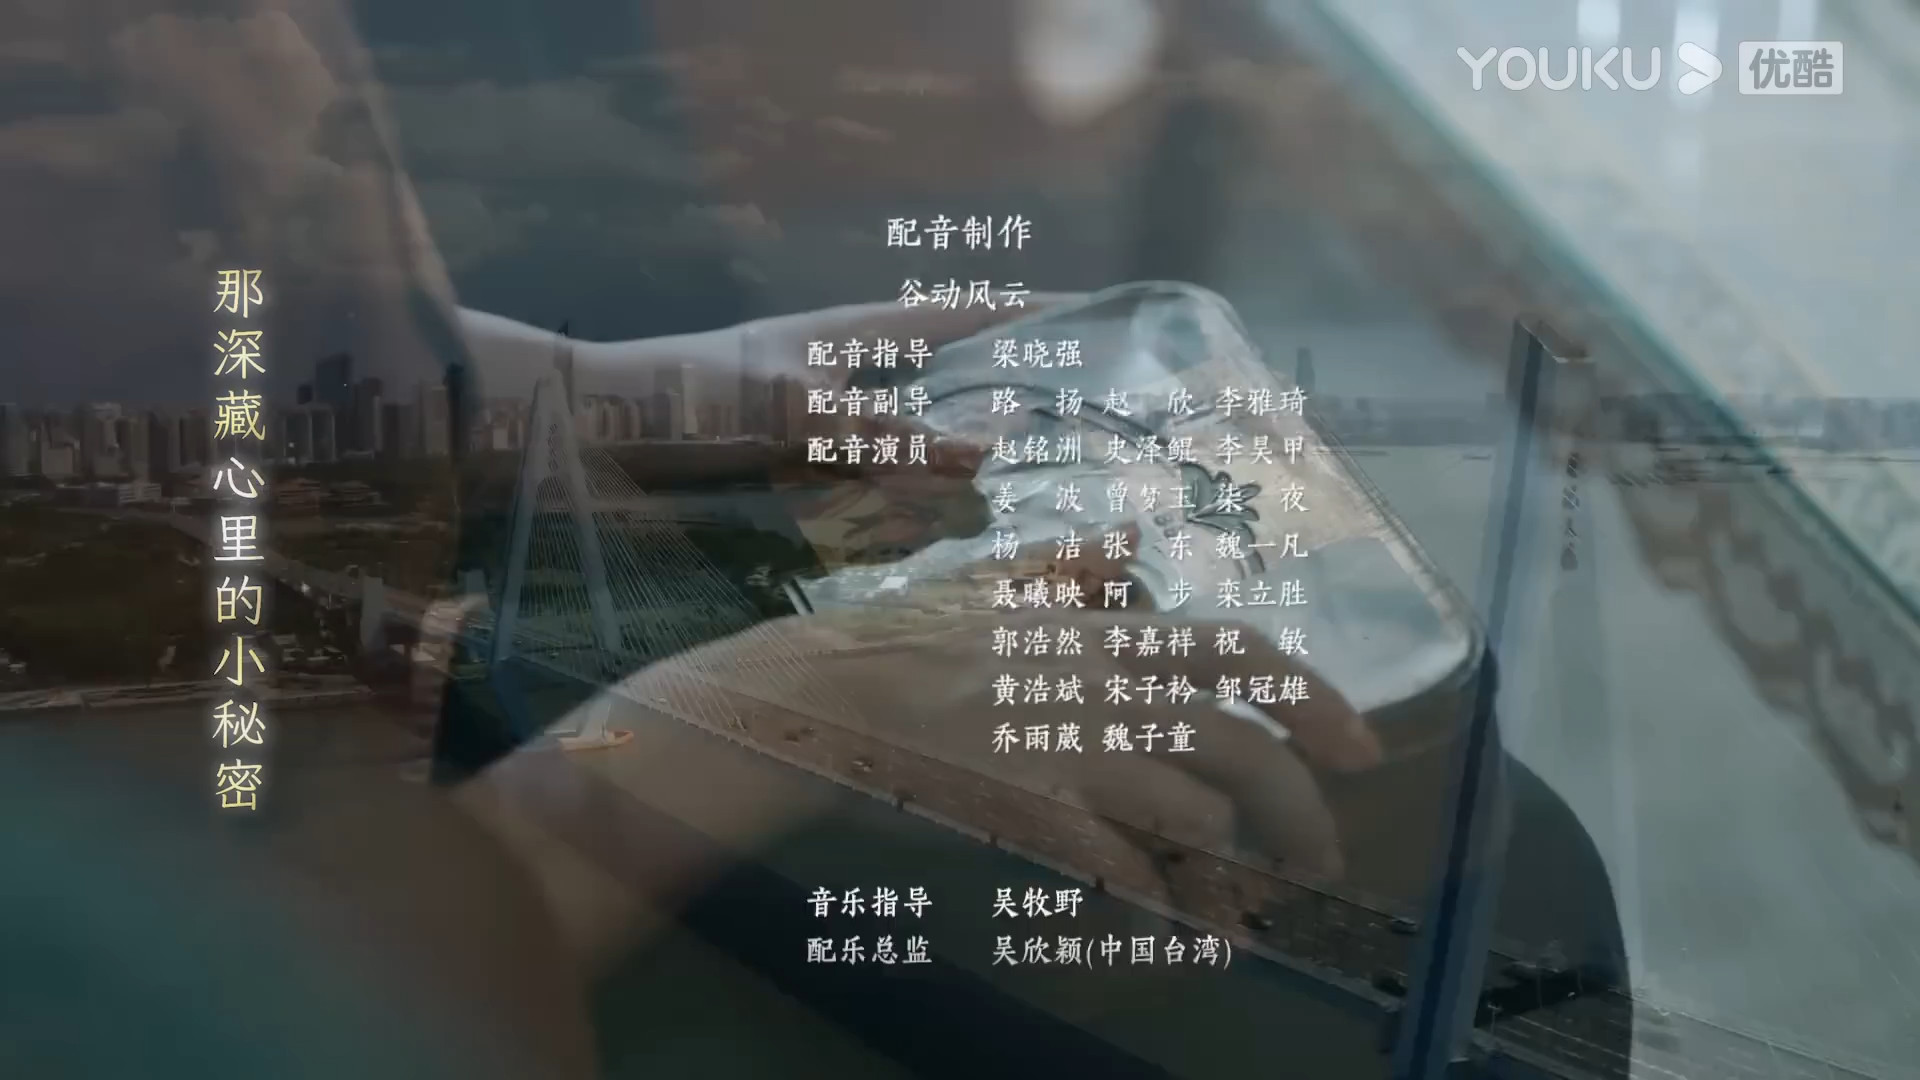 YOUKU 优酷
那深藏心里的小秘密
配音制作
谷动风云
配音指导 梁晓强
配音副导 路 扬 赵 欣 李雅琦
配音演员 赵铭洲 史泽鲲 李昊甲
姜 波 曾梦玉 柒 夜
杨 洁 张 东 魏一凡
聂曦映 阿 步 栾立胜
郭浩然 李嘉祥 祝 敏
黄浩斌 宋子衿 邹冠雄
乔雨葳 魏子童
音乐指导 吴牧野
配乐总监 吴欣颖(中国台湾)